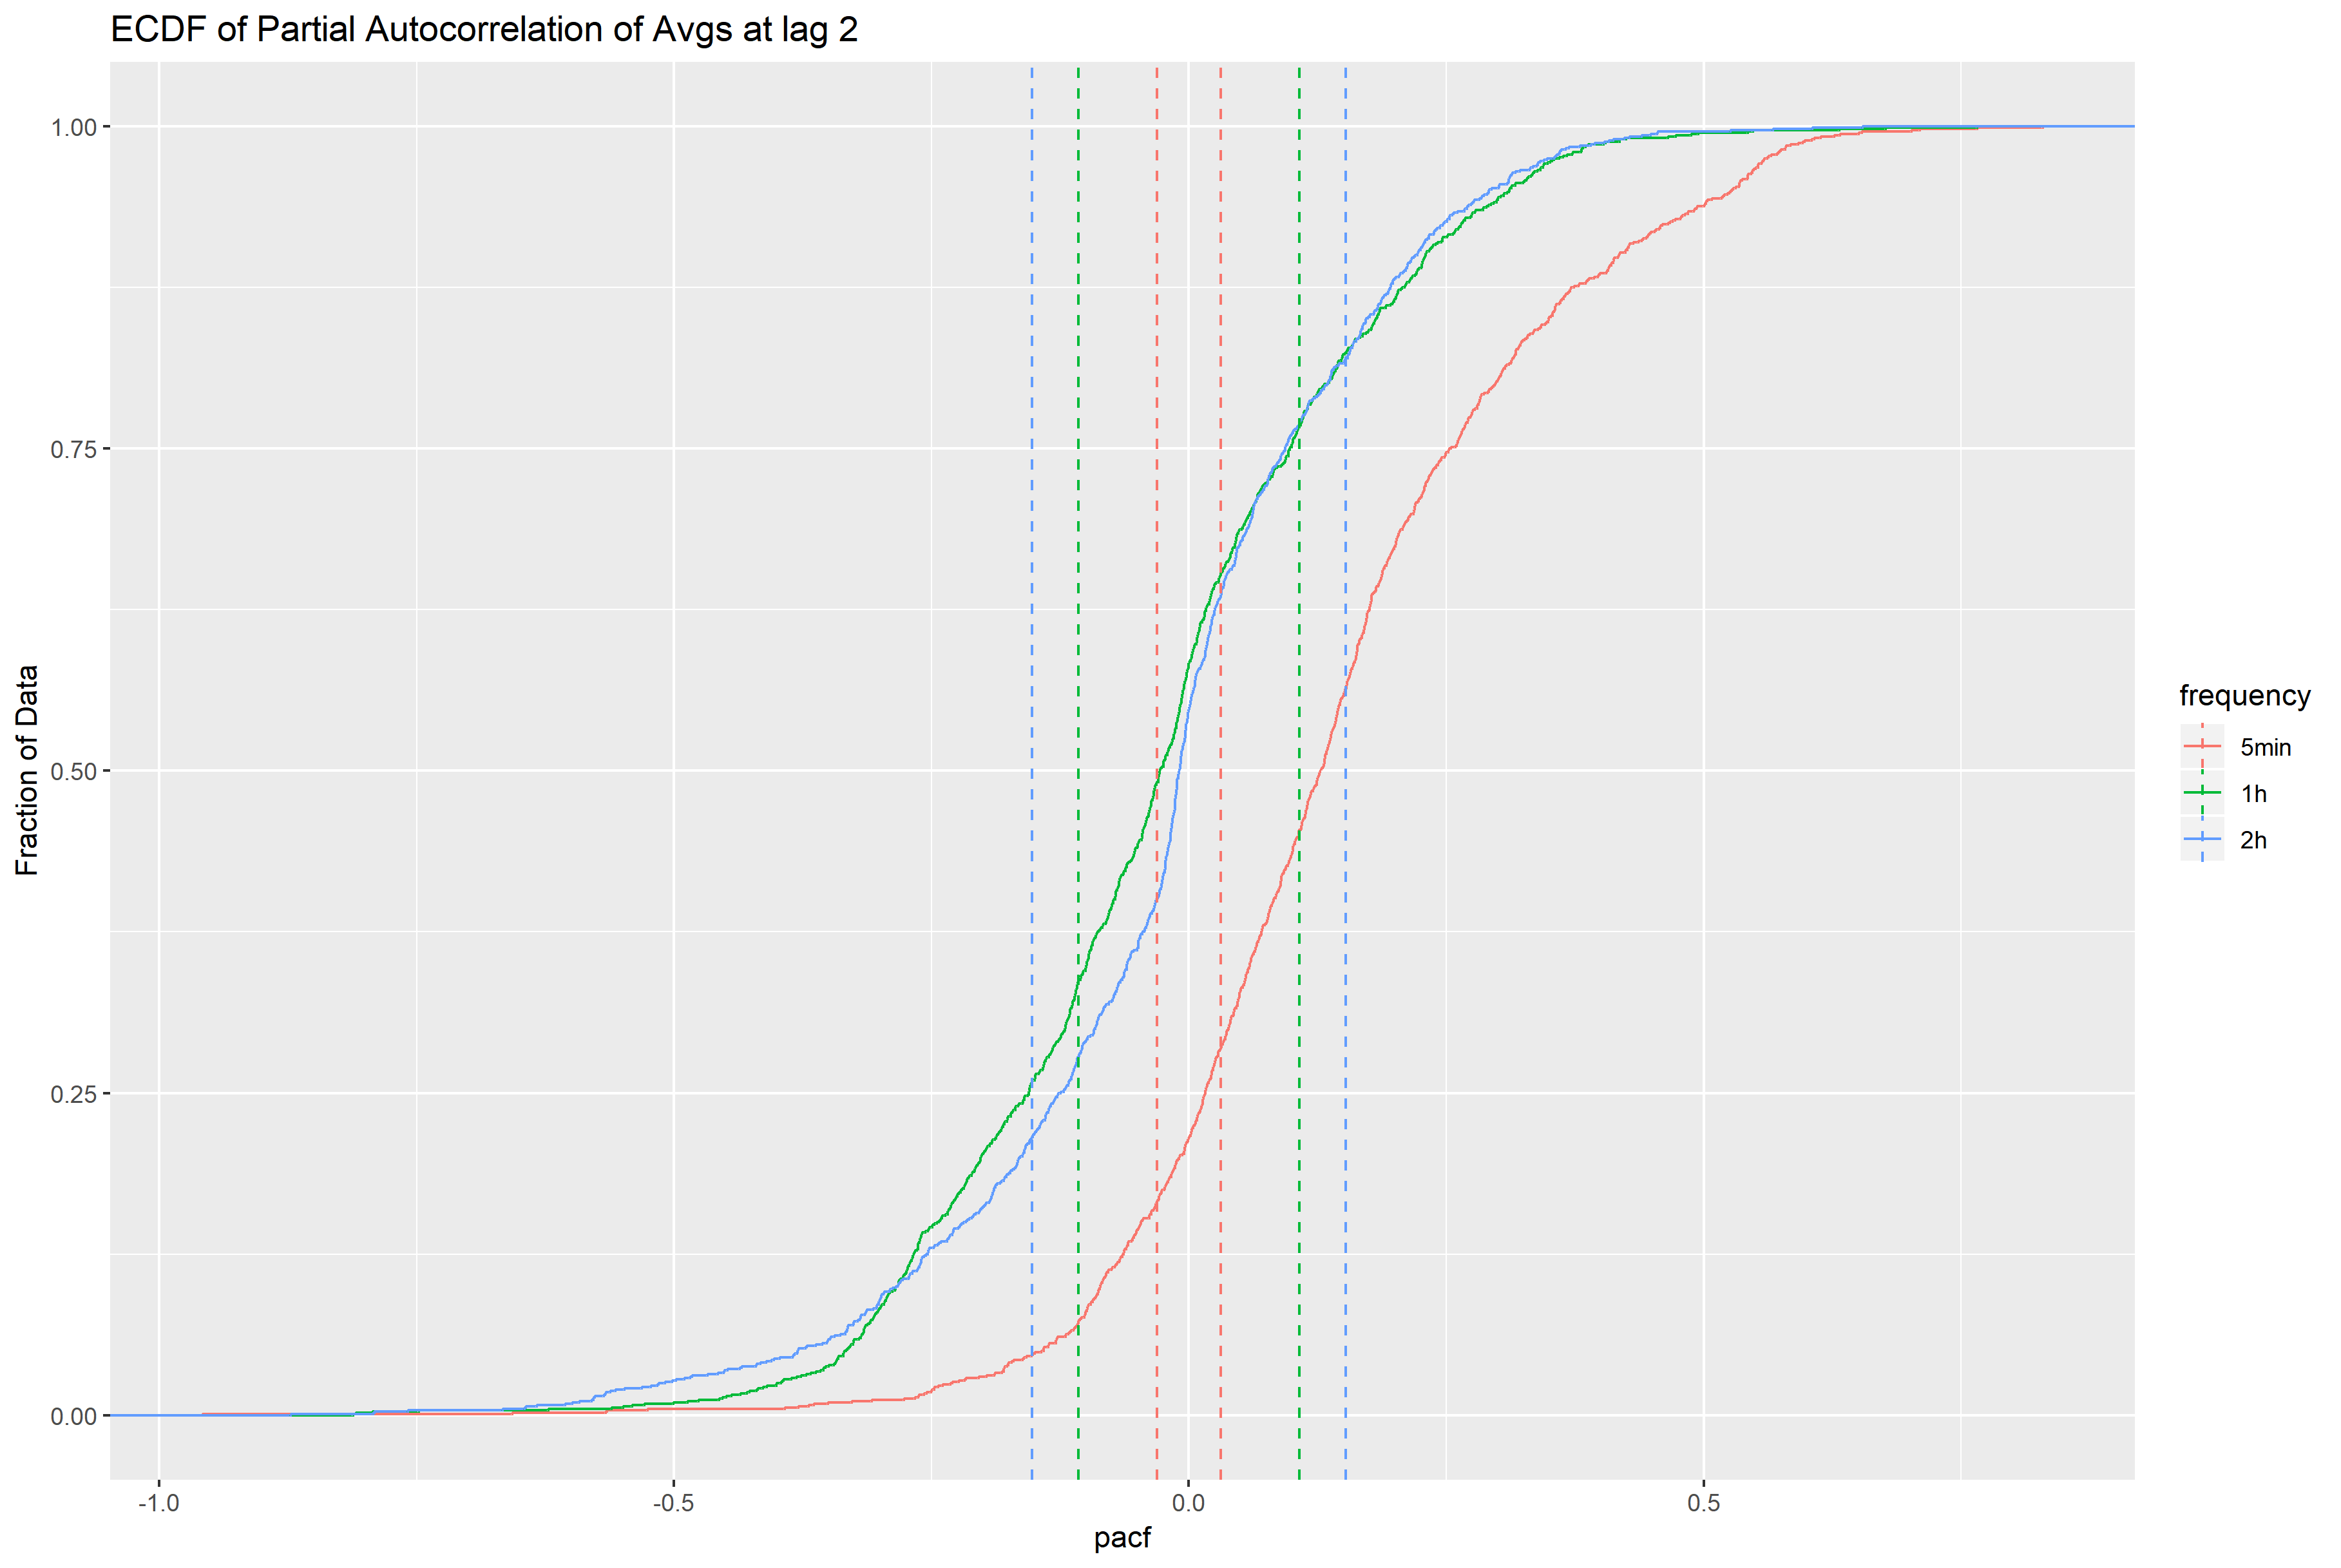 ECDF of Partial Autocorrelation of Avgs at lag 2
1.00
0.75
0.50
0.25
0.00
Fraction of Data
-1.0
-0.5
0.0
0.5
pacf
frequency
5min
1h
2h